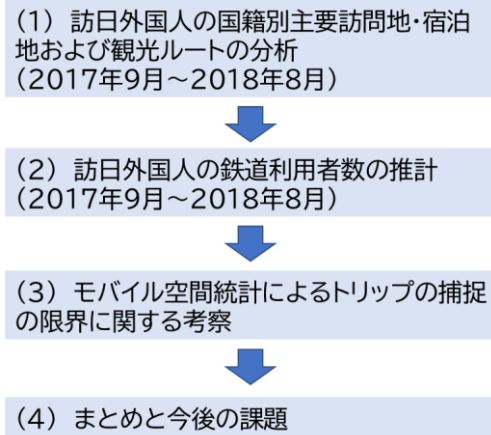 (1) 訪日外国人の国籍別主要訪問地・宿泊
地および観光ルートの分析
(2017年9月～2018年8月)
(2) 訪日外国人の鉄道利用者数の推計
(2017年9月～2018年8月)
(3) モバイル空間統計によるトリップの捕捉
の限界に関する考察
(4) まとめと今後の課題